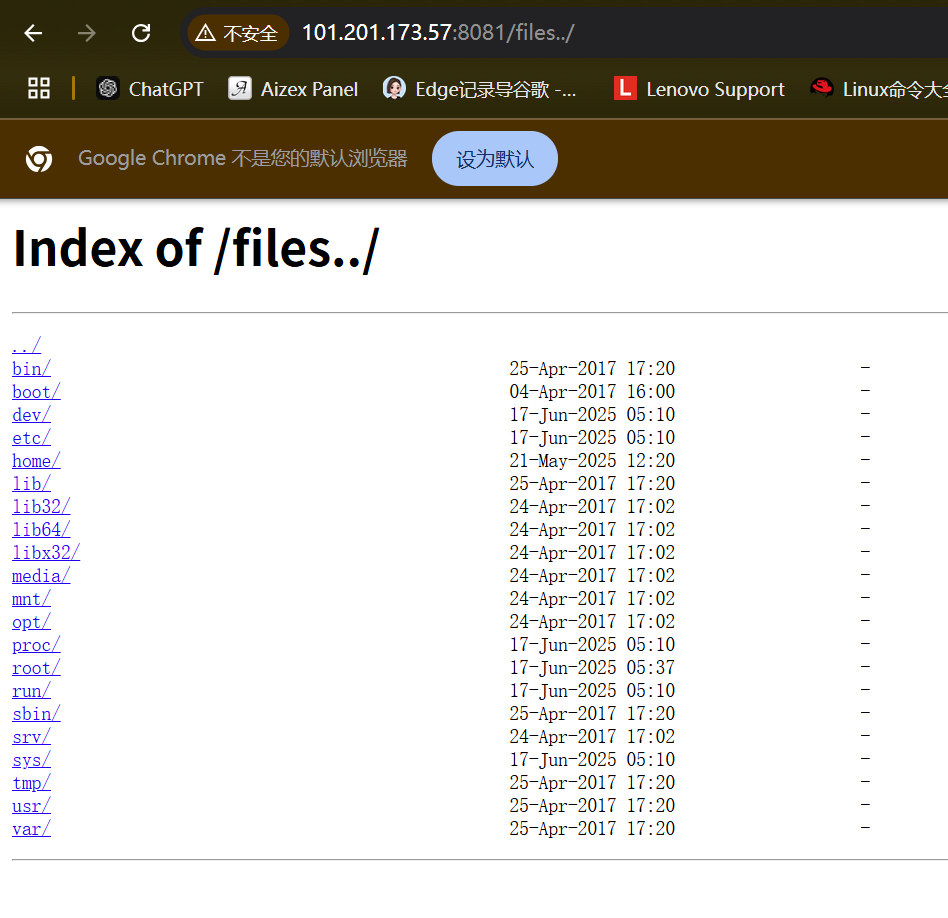 不安全 101.201.173.57:8081/files../
ChatGPT Aizex Panel Edge记录导谷歌 -... Lenovo Support Linux命令大全
Google Chrome 不是您的默认浏览器 设为默认
Index of /files../
../
bin/ 25-Apr-2017 17:20 -
boot/ 04-Apr-2017 16:00 -
dev/ 17-Jun-2025 05:10 -
etc/ 17-Jun-2025 05:10 -
home/ 21-May-2025 12:20 -
lib/ 25-Apr-2017 17:20 -
lib32/ 24-Apr-2017 17:02 -
lib64/ 24-Apr-2017 17:02 -
libx32/ 24-Apr-2017 17:02 -
media/ 24-Apr-2017 17:02 -
mnt/ 24-Apr-2017 17:02 -
opt/ 24-Apr-2017 17:02 -
proc/ 17-Jun-2025 05:10 -
root/ 17-Jun-2025 05:37 -
run/ 17-Jun-2025 05:10 -
sbin/ 25-Apr-2017 17:20 -
srv/ 24-Apr-2017 17:02 -
sys/ 17-Jun-2025 05:10 -
tmp/ 25-Apr-2017 17:20 -
usr/ 25-Apr-2017 17:20 -
var/ 25-Apr-2017 17:20 -